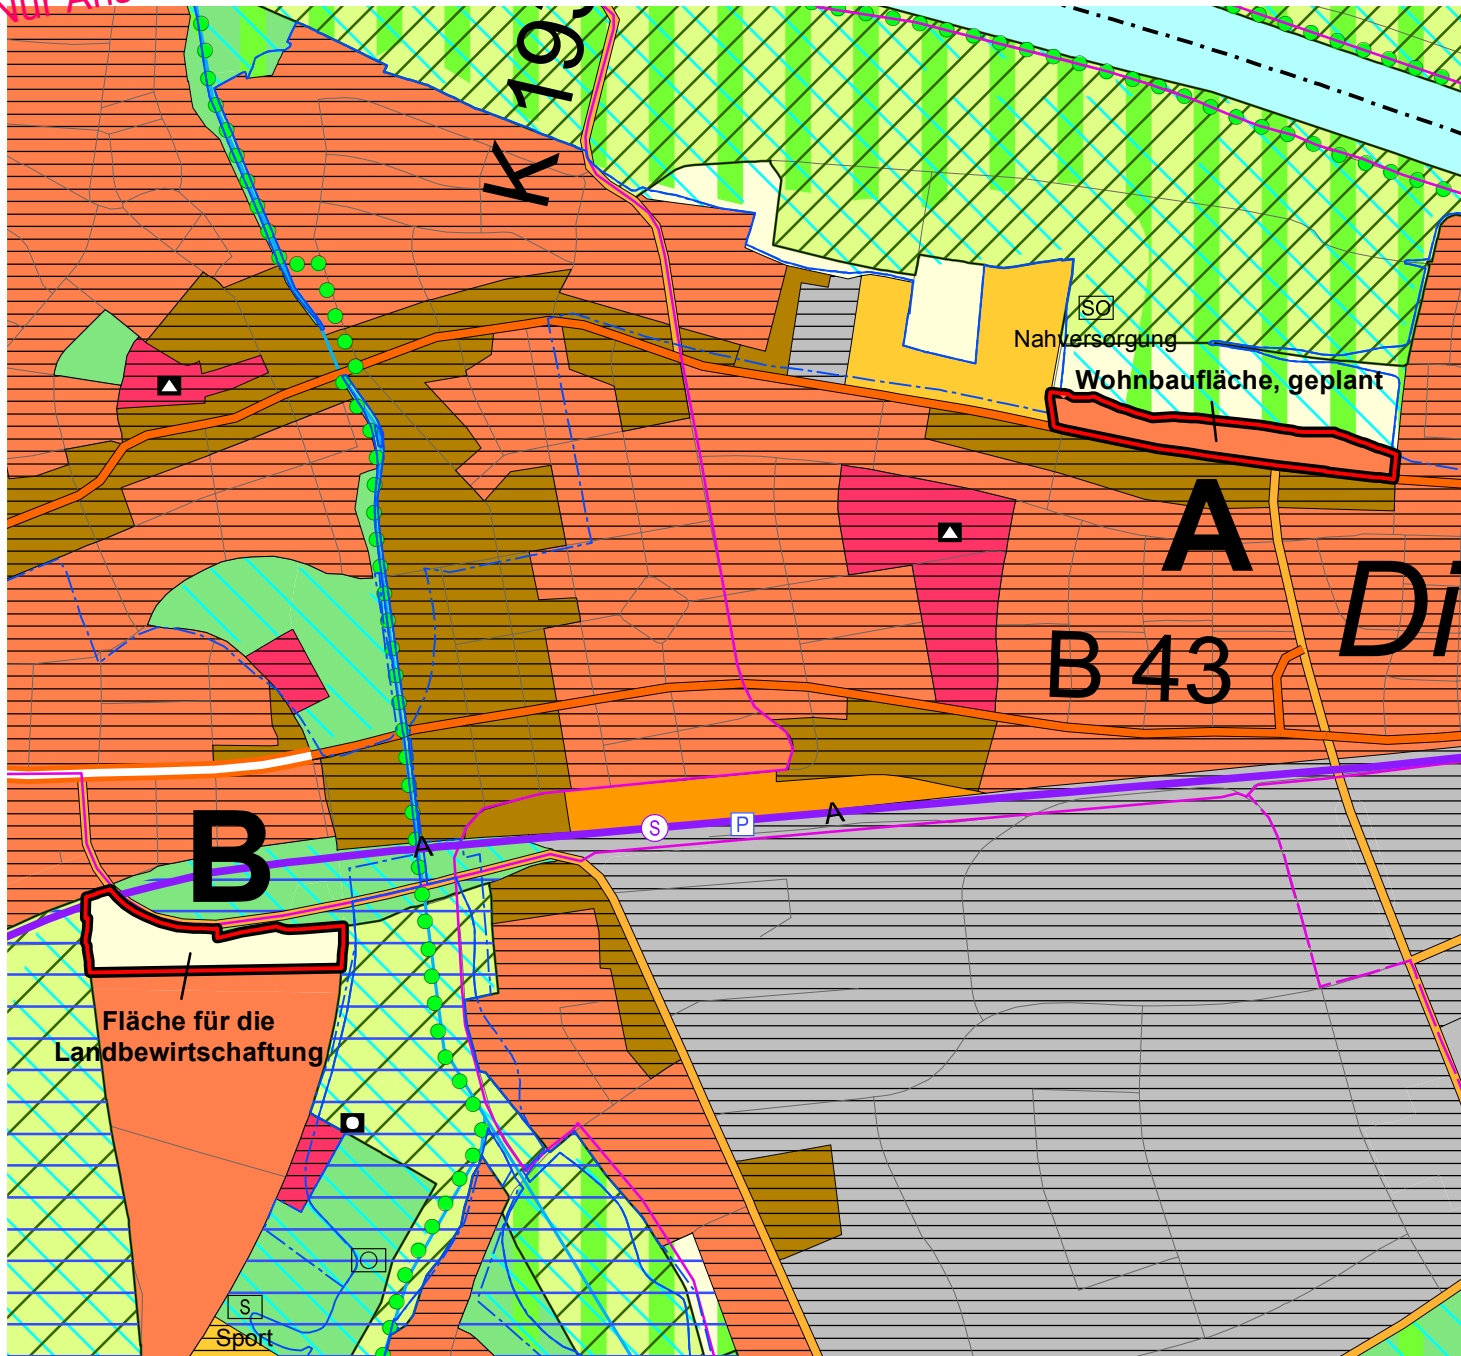 K 19
SO
Nahversorgung
Wohnbaufläche, geplant
A
Di
B 43
B
A
S
P
A
Fläche für die
Landbewirtschaftung
S
Sport